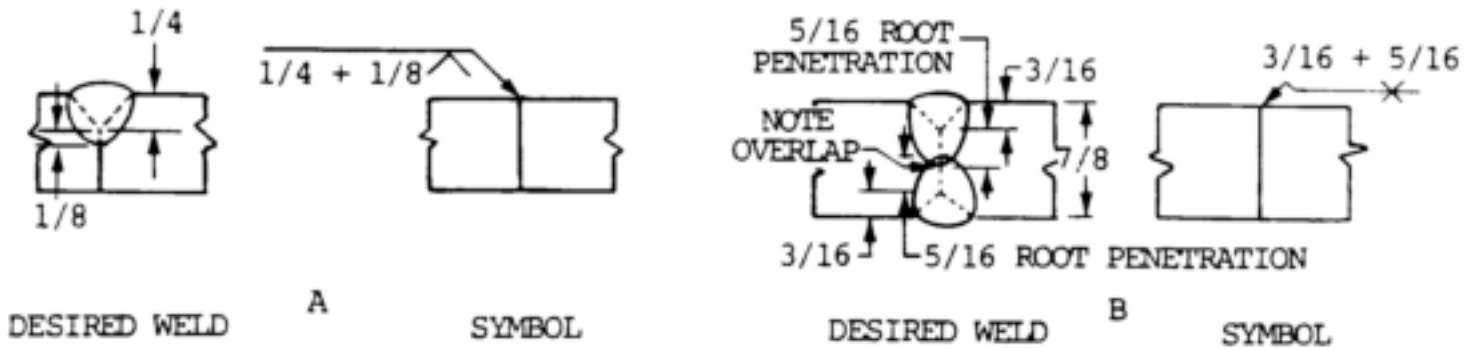 1/4
1/4 + 1/8
1/8
DESIRED WELD
A
SYMBOL
5/16 ROOT
PENETRATION
3/16
NOTE
OVERLAP
7/8
3/16
5/16 ROOT PENETRATION
3/16 + 5/16
DESIRED WELD
B
SYMBOL